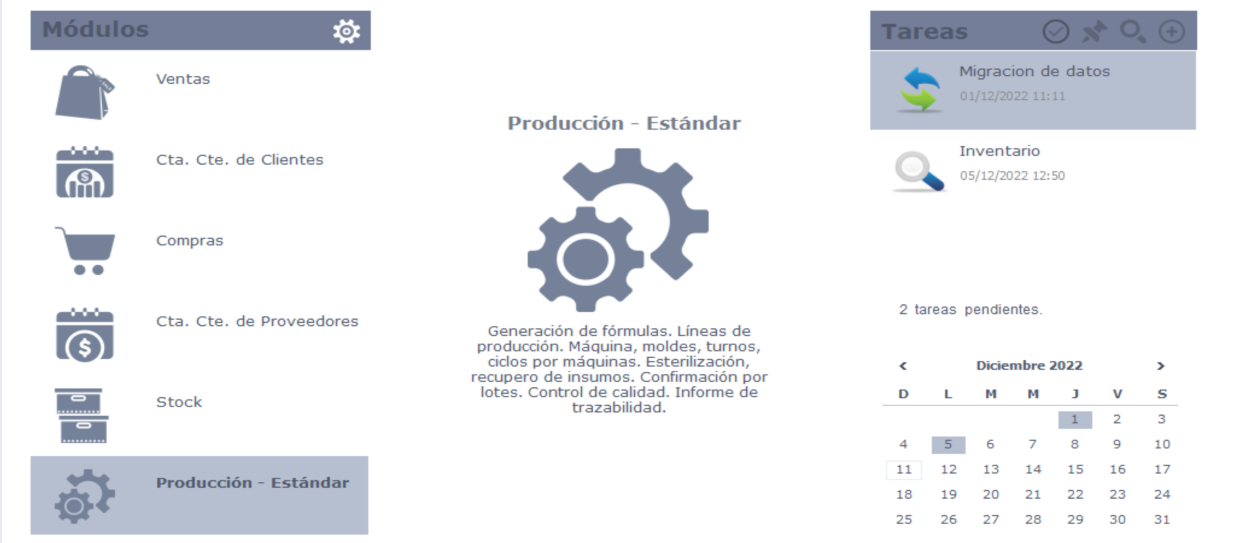 Módulos
Ventas
Cta. Cte. de Clientes
Compras
Cta. Cte. de Proveedores
Stock
Producción - Estándar
Producción - Estándar
Generación de fórmulas. Líneas de
producción. Máquina, moldes, turnos,
ciclos por máquinas. Esterilización,
recupero de insumos. Confirmación por
lotes. Control de calidad. Informe de
trazabilidad.
Tareas
Migracion de datos
01/12/2022 11:11
Inventario
05/12/2022 12:50
2 tareas pendientes.
< Diciembre 2022 >
D L M M J V S
1 2 3
4 5 6 7 8 9 10
11 12 13 14 15 16 17
18 19 20 21 22 23 24
25 26 27 28 29 30 31